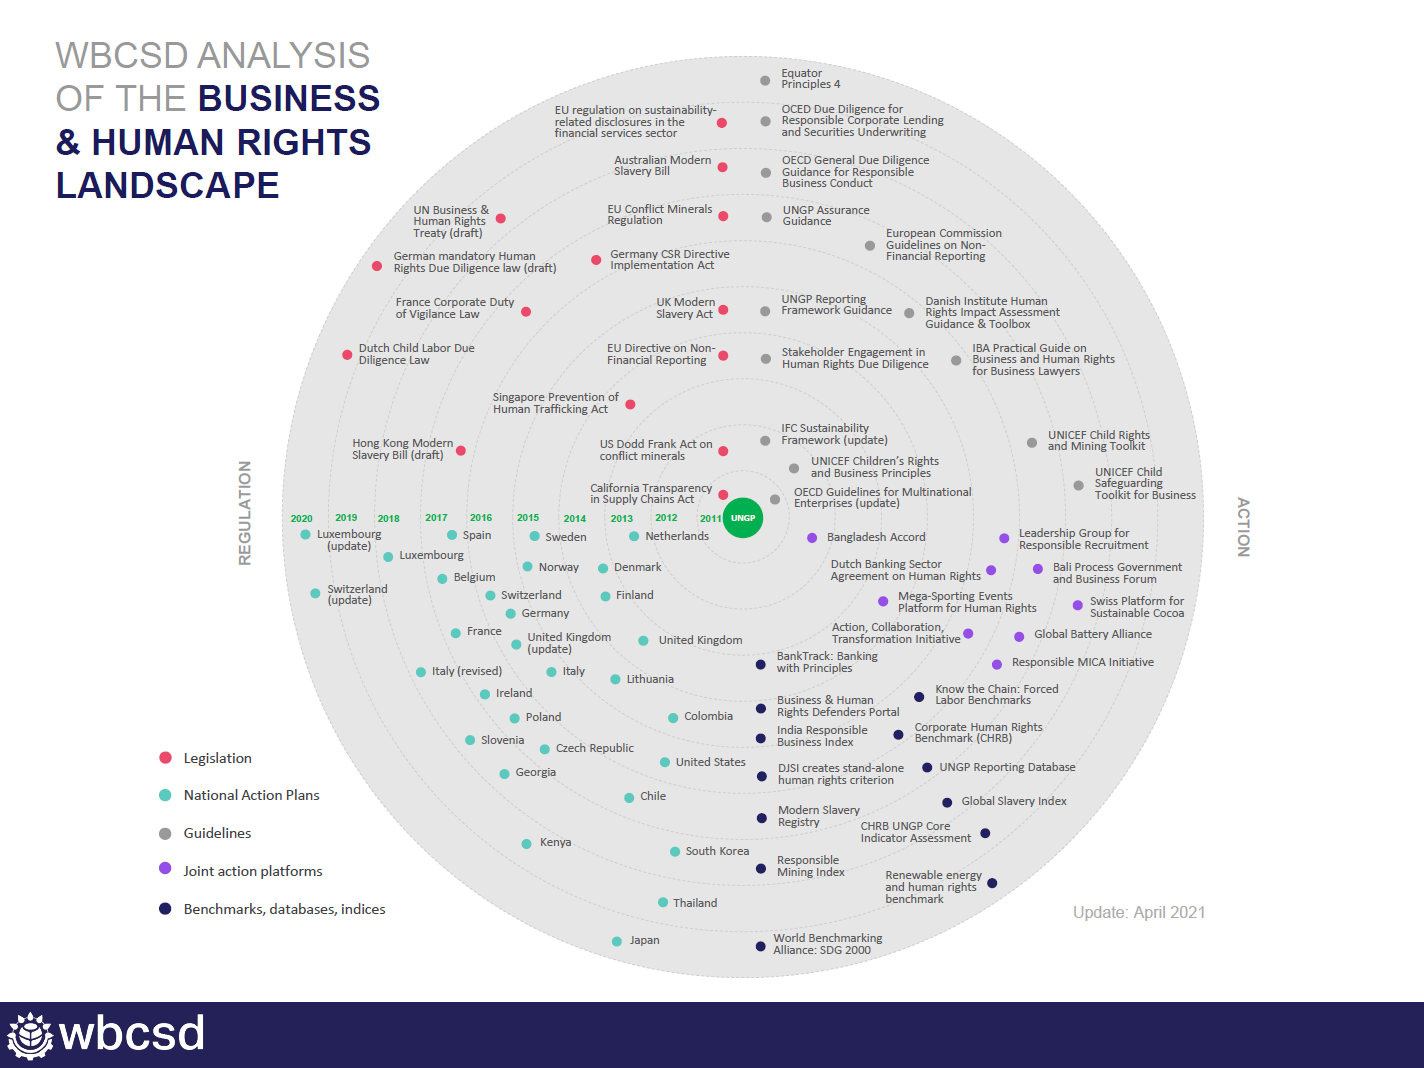 WBCSD ANALYSIS
OF THE BUSINESS
& HUMAN RIGHTS
LANDSCAPE
Equator
Principles 4
EU regulation on sustainability-
related disclosures in the
financial services sector
OCED Due Diligence for
Responsible Corporate Lending
and Securities Underwriting
Australian Modern
Slavery Bill
OECD General Due Diligence
Guidance for Responsible
Business Conduct
UN Business &
Human Rights
Treaty (draft)
EU Conflict Minerals
Regulation
UNGP Assurance
Guidance
European Commission
Guidelines on Non-
Financial Reporting
German mandatory Human
Rights Due Diligence law (draft)
Germany CSR Directive
Implementation Act
France Corporate Duty
of Vigilance Law
UK Modern
Slavery Act
UNGP Reporting
Framework Guidance
Danish Institute Human
Rights Impact Assessment
Guidance & Toolbox
Dutch Child Labor Due
Diligence Law
EU Directive on Non-
Financial Reporting
Stakeholder Engagement in
Human Rights Due Diligence
IBA Practical Guide on
Business and Human Rights
for Business Lawyers
Singapore Prevention of
Human Trafficking Act
Hong Kong Modern
Slavery Bill (draft)
US Dodd Frank Act on
conflict minerals
IFC Sustainability
Framework (update)
UNICEF Child Rights
and Mining Toolkit
UNICEF Children's Rights
and Business Principles
UNICEF Child
Safeguarding
Toolkit for Business
California Transparency
in Supply Chains Act
OECD Guidelines for Multinational
Enterprises (update)
REGULATION
2020 2019 2018 2017 2016 2015 2014 2013 2012 2011 UNGP
ACTION
Luxembourg
(update)
Spain
Sweden
Netherlands
Bangladesh Accord
Leadership Group for
Responsible Recruitment
Luxembourg
Belgium
Norway
Denmark
Dutch Banking Sector
Agreement on Human Rights
Bali Process Government
and Business Forum
Switzerland
(update)
Switzerland
Finland
Mega-Sporting Events
Platform for Human Rights
Swiss Platform for
Sustainable Cocoa
Germany
France
United Kingdom
(update)
United Kingdom
Action, Collaboration,
Transformation Initiative
Global Battery Alliance
Italy (revised)
Italy
Lithuania
BankTrack: Banking
with Principles
Responsible MICA Initiative
Ireland
Poland
Colombia
Business & Human
Rights Defenders Portal
Know the Chain: Forced
Labor Benchmarks
Slovenia
Czech Republic
India Responsible
Business Index
Corporate Human Rights
Benchmark (CHRB)
Georgia
United States
DJSI creates stand-alone
human rights criterion
UNGP Reporting Database
Chile
Modern Slavery
Registry
Global Slavery Index
Kenya
South Korea
CHRB UNGP Core
Indicator Assessment
Responsible
Mining Index
Renewable energy
and human rights
benchmark
Thailand
Japan
World Benchmarking
Alliance: SDG 2000
Legislation
National Action Plans
Guidelines
Joint action platforms
Benchmarks, databases, indices
Update: April 2021
wbcsd